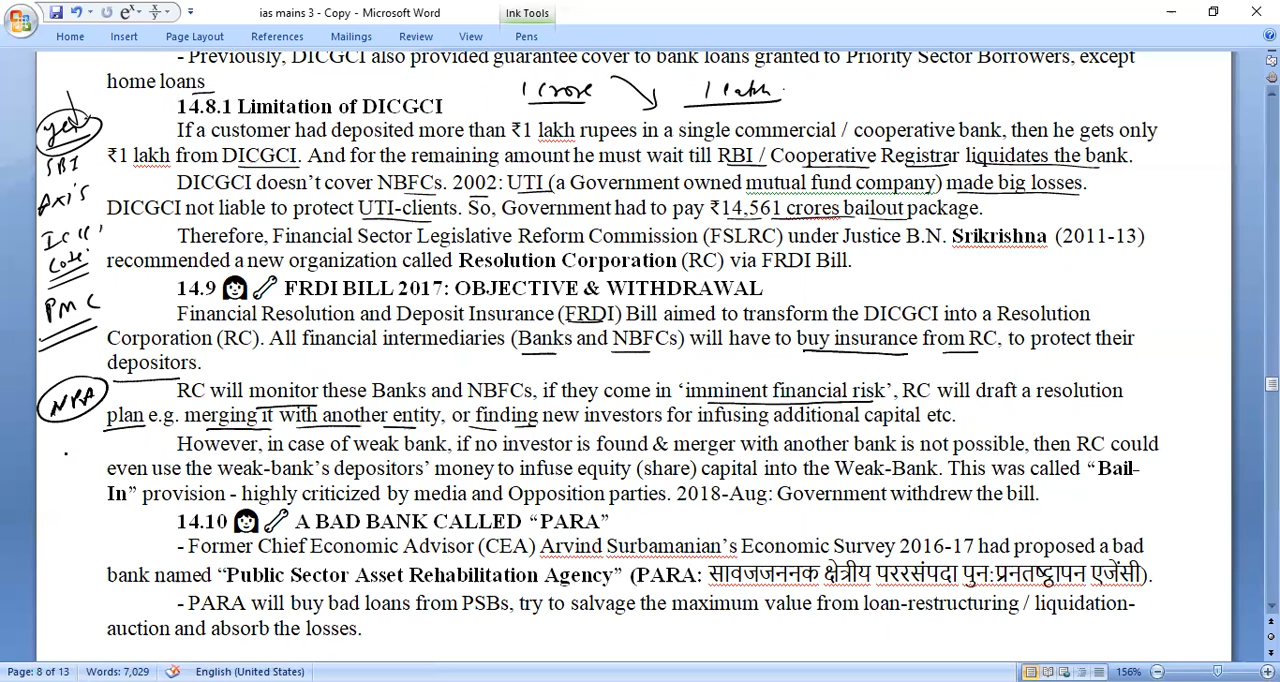 ias mains 3 - Copy - Microsoft Word
Ink Tools
Home Insert Page Layout References Mailings Review View Pens
- Previously, DICGCI also provided guarantee cover to bank loans granted to Priority Sector Borrowers, except
home loans
1 crore 1 lakh
14.8.1 Limitation of DICGCI
If a customer had deposited more than ₹1 lakh rupees in a single commercial / cooperative bank, then he gets only
₹1 lakh from DICGCI. And for the remaining amount he must wait till RBI / Cooperative Registrar liquidates the bank.
DICGCI doesn't cover NBFCs. 2002: UTI (a Government owned mutual fund company) made big losses.
DICGCI not liable to protect UTI-clients. So, Government had to pay ₹14,561 crores bailout package.
Therefore, Financial Sector Legislative Reform Commission (FSLRC) under Justice B.N. Srikrishna (2011-13)
recommended a new organization called Resolution Corporation (RC) via FRDI Bill.
14.9 FRDI BILL 2017: OBJECTIVE & WITHDRAWAL
Financial Resolution and Deposit Insurance (FRDI) Bill aimed to transform the DICGCI into a Resolution
Corporation (RC). All financial intermediaries (Banks and NBFCs) will have to buy insurance from RC, to protect their
depositors.
RC will monitor these Banks and NBFCs, if they come in 'imminent financial risk', RC will draft a resolution
plan e.g. merging it with another entity, or finding new investors for infusing additional capital etc.
However, in case of weak bank, if no investor is found & merger with another bank is not possible, then RC could
even use the weak-bank's depositors' money to infuse equity (share) capital into the Weak-Bank. This was called "Bail-
In" provision - highly criticized by media and Opposition parties. 2018-Aug: Government withdrew the bill.
14.10 A BAD BANK CALLED "PARA"
- Former Chief Economic Advisor (CEA) Arvind Surbamanian's Economic Survey 2016-17 had proposed a bad
bank named "Public Sector Asset Rehabilitation Agency" (PARA: सावजजननक क्षेत्रीय पररसंपदा पुन:प्रनतष्ठापन एजेंसी).
- PARA will buy bad loans from PSBs, try to salvage the maximum value from loan-restructuring / liquidation-
auction and absorb the losses.
yes
SBI
Axis
PMC
NPA
Page: 8 of 13 Words: 7,029 English (United States) 156%